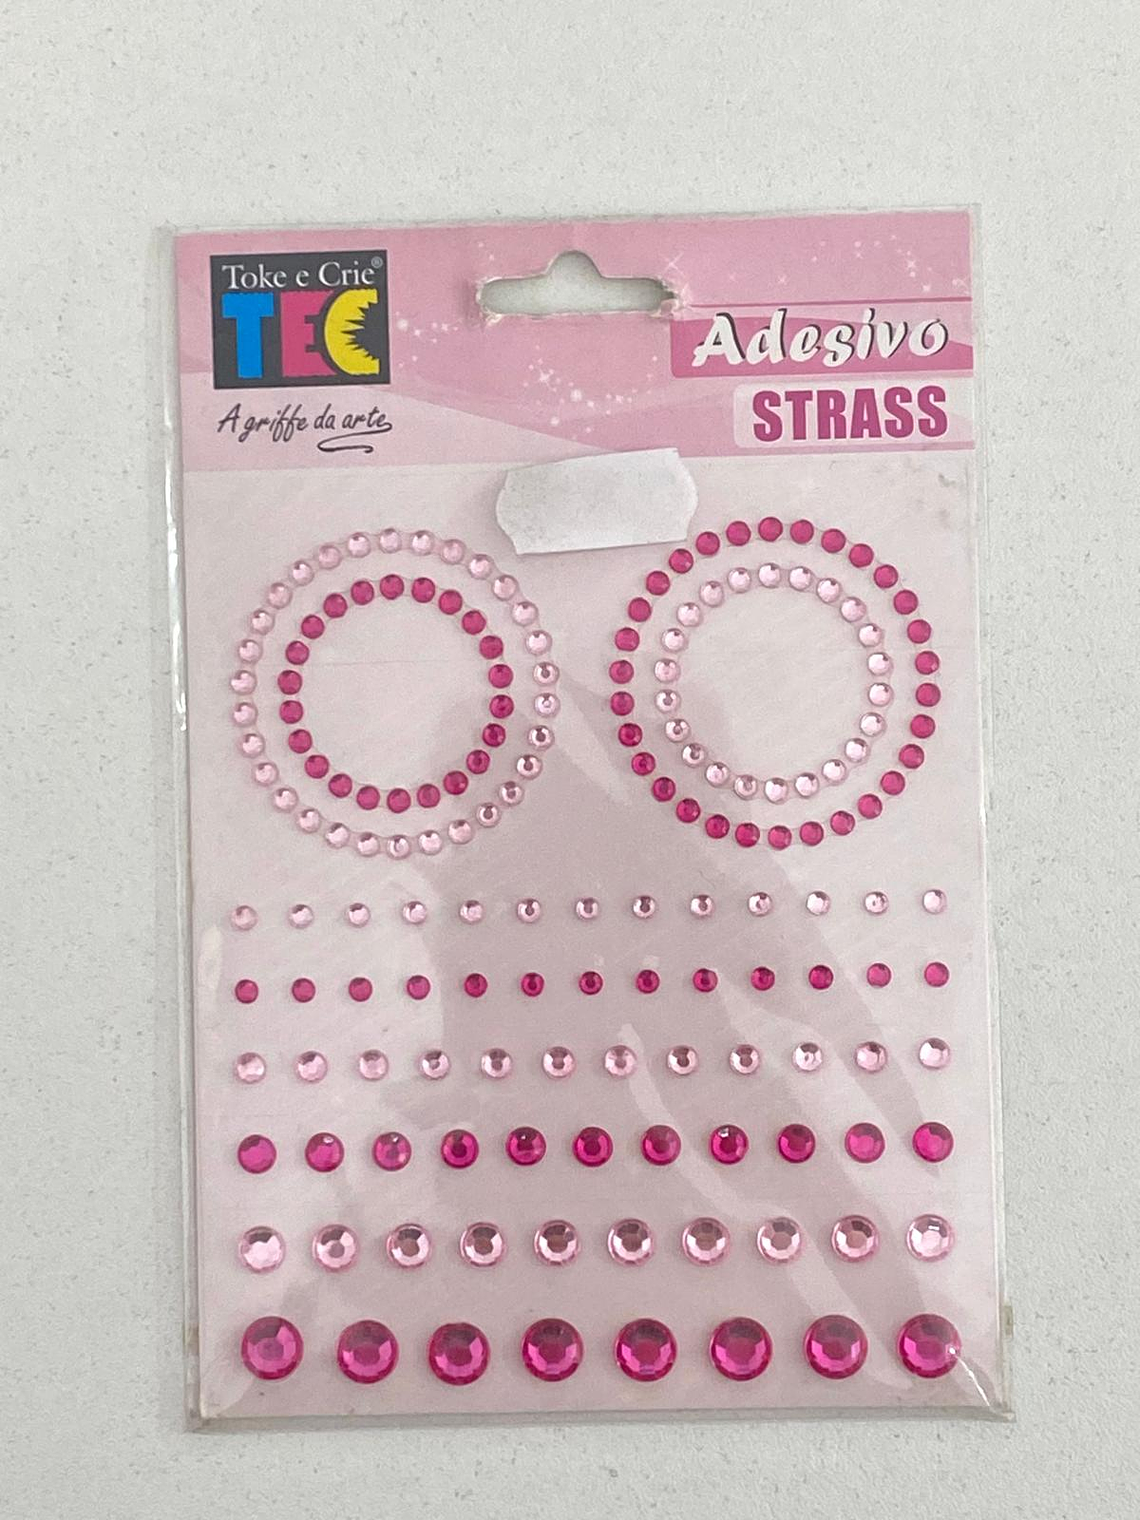 Toke e Crie®
TEC
A griffe da arte
Adesivo
STRASS